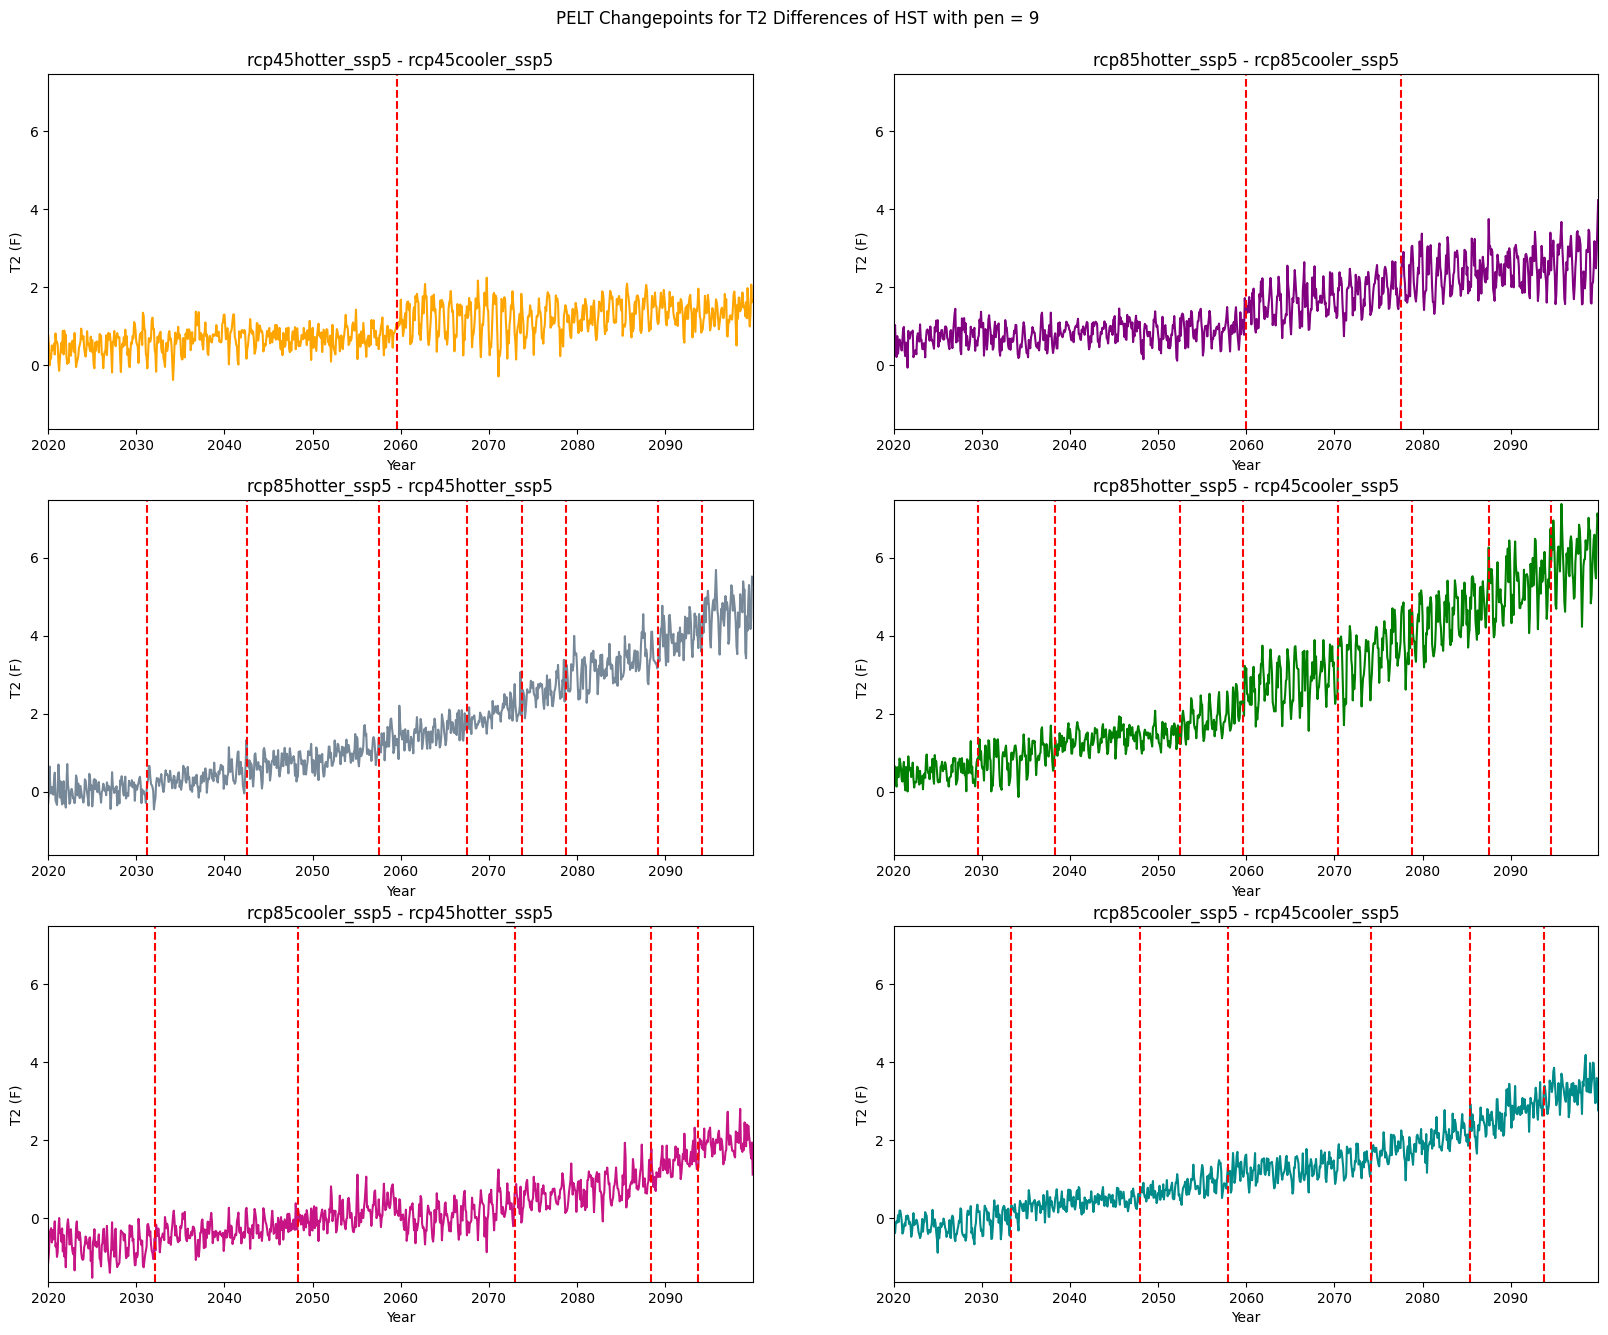 PELT Changepoints for T2 Differences of HST with pen = 9
rcp45hotter_ssp5 - rcp45cooler_ssp5
T2 (F)
6
4
2
0
2020 2030 2040 2050 2060 2070 2080 2090
Year
rcp85hotter_ssp5 - rcp85cooler_ssp5
T2 (F)
6
4
2
0
2020 2030 2040 2050 2060 2070 2080 2090
Year
rcp85hotter_ssp5 - rcp45hotter_ssp5
T2 (F)
6
4
2
0
2020 2030 2040 2050 2060 2070 2080 2090
Year
rcp85hotter_ssp5 - rcp45cooler_ssp5
T2 (F)
6
4
2
0
2020 2030 2040 2050 2060 2070 2080 2090
Year
rcp85cooler_ssp5 - rcp45hotter_ssp5
T2 (F)
6
4
2
0
2020 2030 2040 2050 2060 2070 2080 2090
Year
rcp85cooler_ssp5 - rcp45cooler_ssp5
T2 (F)
6
4
2
0
2020 2030 2040 2050 2060 2070 2080 2090
Year